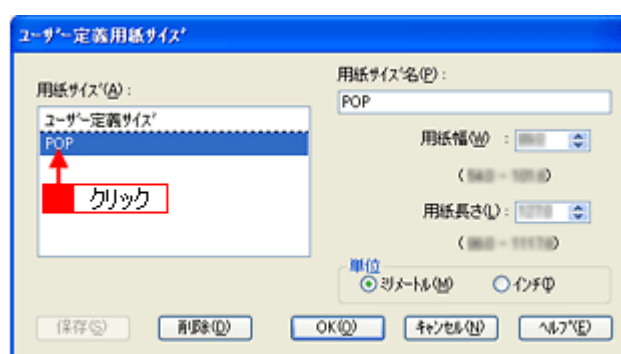 ユーザー定義用紙サイズ
用紙サイズ(A):
ユーザー定義サイズ
POP
クリック
用紙サイズ名(P):
POP
用紙幅(W) :
用紙長さ(L):
単位
ミリメートル(M) インチ(I)
保存(S) 削除(D) OK(O) キャンセル(N) ヘルプ(E)